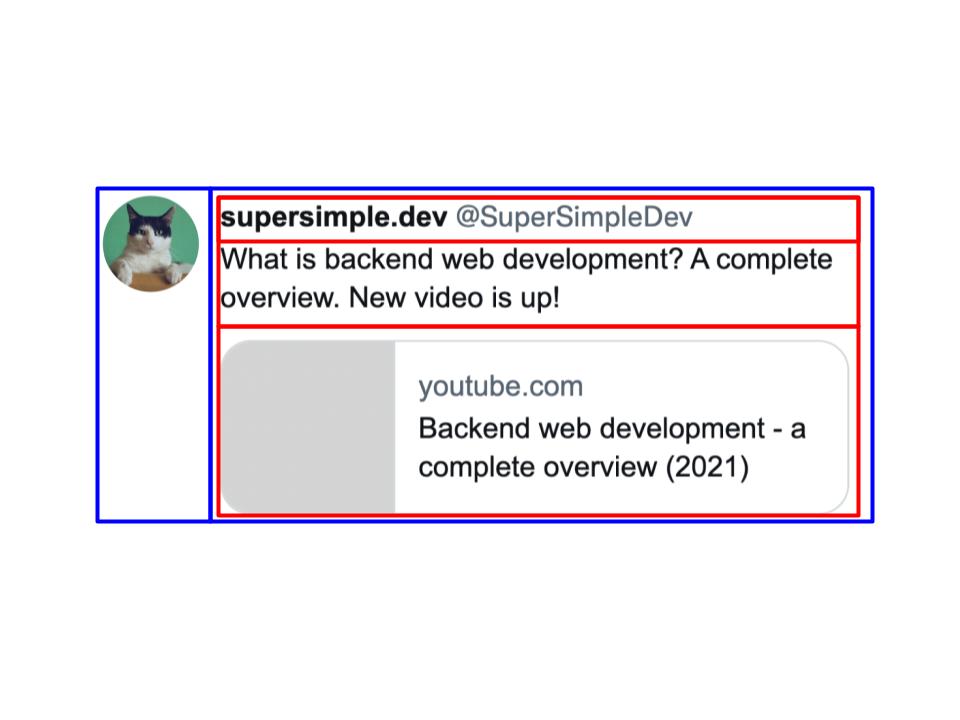 supersimple.dev @SuperSimpleDev
What is backend web development? A complete
overview. New video is up!
youtube.com
Backend web development - a
complete overview (2021)